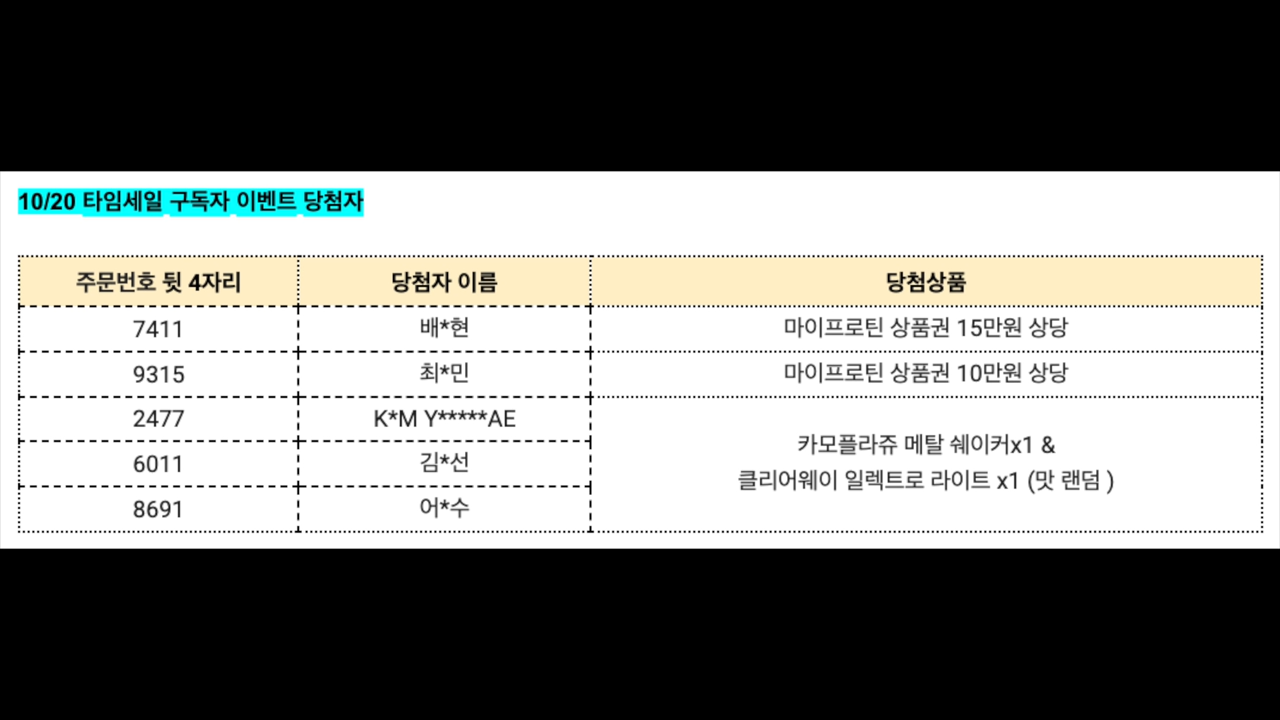 10/20 타임세일 구독자 이벤트 당첨자
주문번호 뒷 4자리 당첨자 이름 당첨상품
7411 배*현 마이프로틴 상품권 15만원 상당
9315 최*민 마이프로틴 상품권 10만원 상당
2477 K*M Y*****AE
6011 김*선
8691 어*수
카모플라쥬 메탈 쉐이커x1 &
클리어웨이 일렉트로 라이트 x1 (맛 랜덤 )